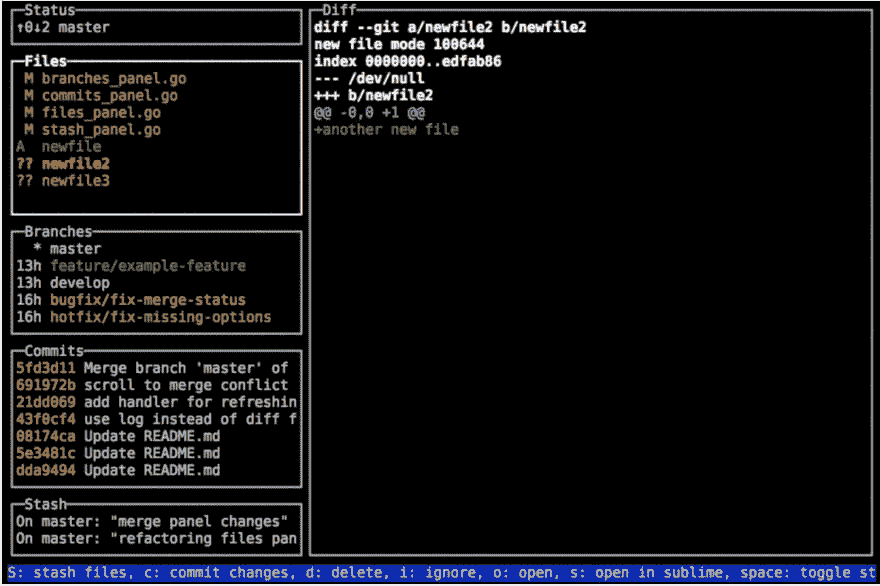 Status
↑0↓2 master
Files
M branches_panel.go
M commits_panel.go
M files_panel.go
M stash_panel.go
A newfile
?? newfile2
?? newfile3
Branches
* master
13h feature/example-feature
13h develop
16h bugfix/fix-merge-status
16h hotfix/fix-missing-options
Commits
5fd3d11 Merge branch 'master' of
691972b scroll to merge conflict
21dd069 add handler for refreshin
43f0cf4 use log instead of diff f
08174ca Update README.md
5e3481c Update README.md
dda9494 Update README.md
Stash
On master: "merge panel changes"
On master: "refactoring files pan
Diff
diff --git a/newfile2 b/newfile2
new file mode 100644
index 0000000..edfab86
--- /dev/null
+++ b/newfile2
@@ -0,0 +1 @@
+another new file
S: stash files, c: commit changes, d: delete, i: ignore, o: open, s: open in sublime, space: toggle st